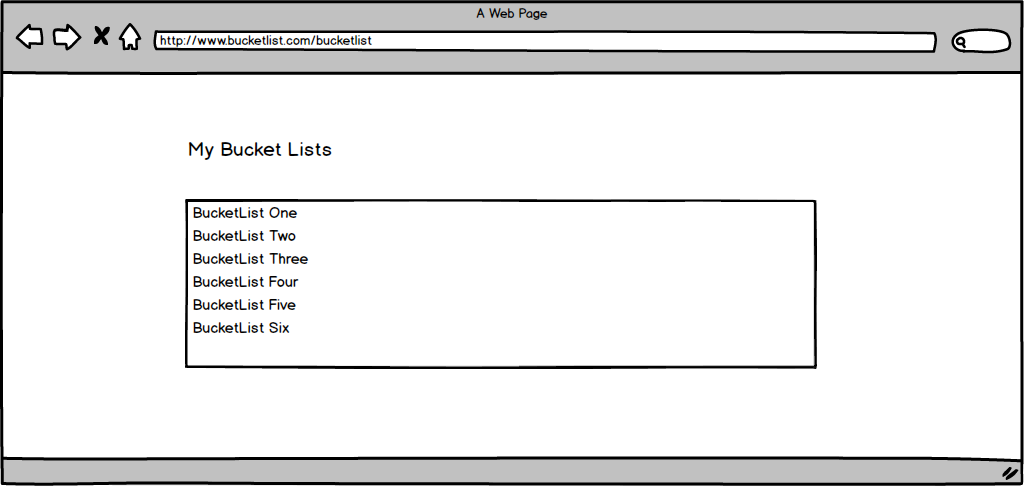 A Web Page
http://www.bucketlist.com/bucketlist
My Bucket Lists
BucketList One
BucketList Two
BucketList Three
BucketList Four
BucketList Five
BucketList Six